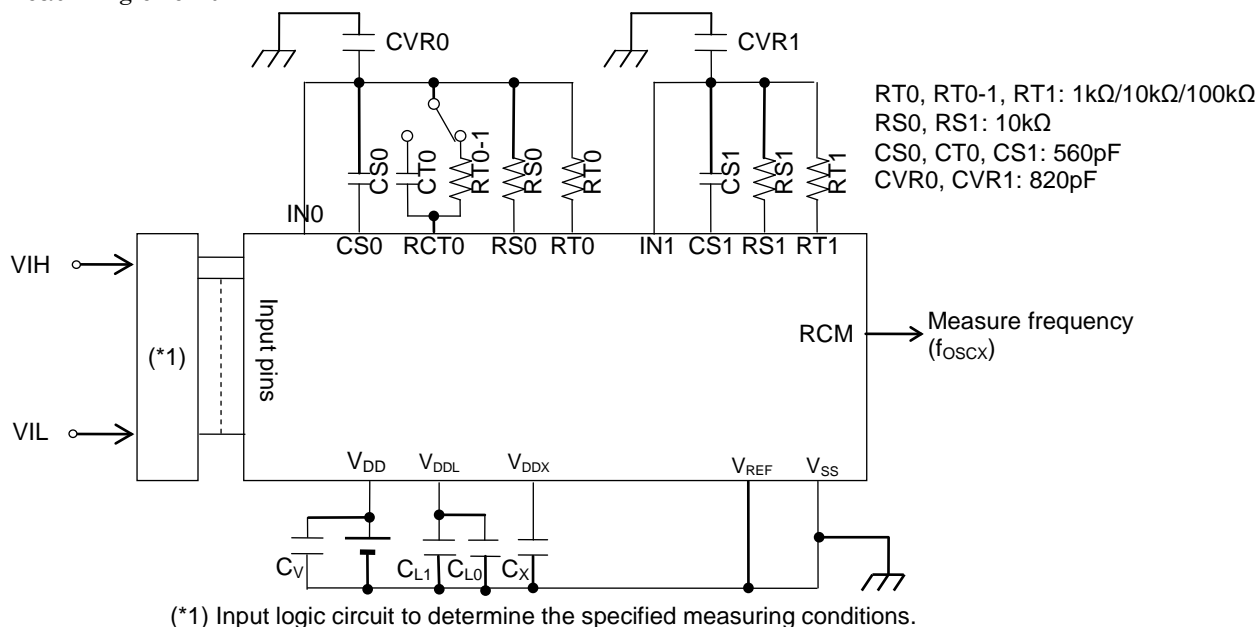 CVR0
CVR1
RT0, RT0-1, RT1: 1kΩ/10kΩ/100kΩ
RS0, RS1: 10kΩ
CS0, CT0, CS1: 560pF
CVR0, CVR1: 820pF
CS0
CT0
RT0-1
RS0
RT0
CS1
RS1
RT1
IN0
CS0
RCT0
RS0
RT0
IN1
CS1
RS1
RT1
VIH
(*1)
Input pins
RCM
Measure frequency
(fOSCX)
VIL
VDD
VDDL
VDDX
VREF
VSS
CV
CL1
CL0
CX
(*1) Input logic circuit to determine the specified measuring conditions.